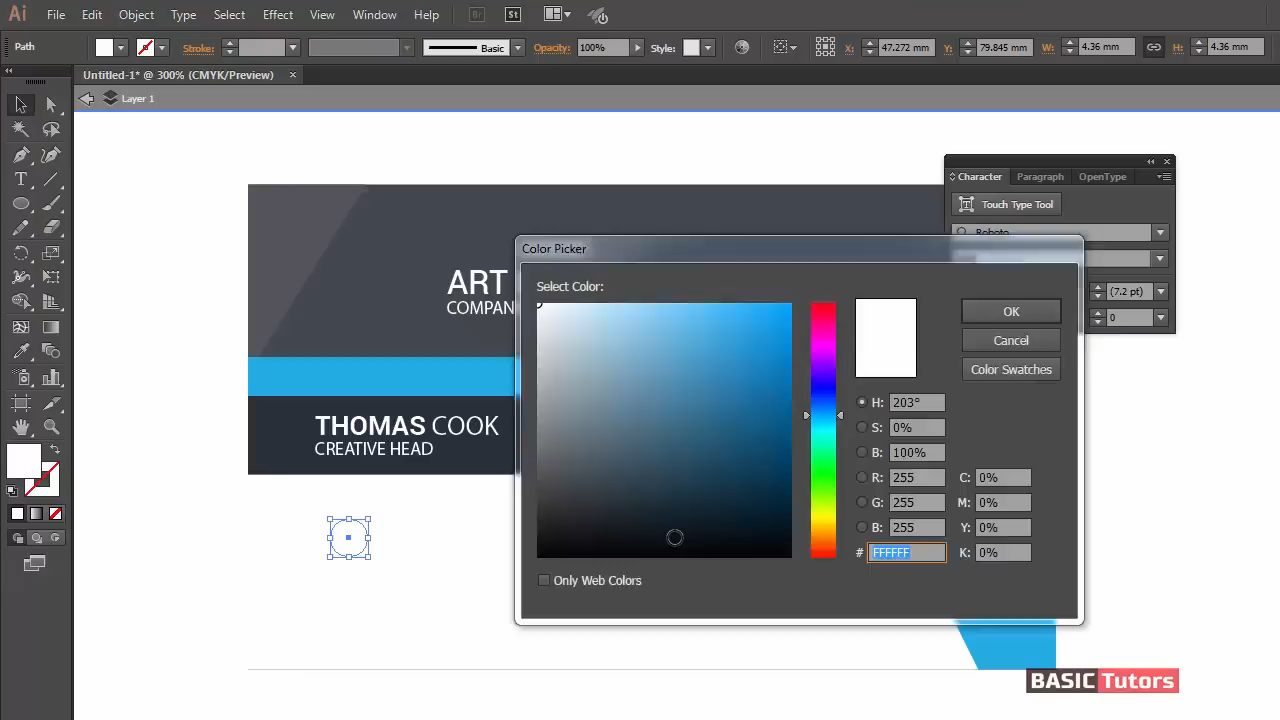 Ai File Edit Object Type Select Effect View Window Help Br St
Path Stroke: Basic Opacity: 100% Style: X: 47.272 mm Y: 79.845 mm W: 4.36 mm H: 4.36 mm
Untitled-1* @ 300% (CMYK/Preview) ×
Layer 1
Character Paragraph OpenType
Touch Type Tool
Roboto
(7.2 pt)
0
ART
COMPAN
THOMAS COOK
CREATIVE HEAD
Color Picker
Select Color:
OK
Cancel
Color Swatches
H: 203°
S: 0%
B: 100%
R: 255 C: 0%
G: 255 M: 0%
B: 255 Y: 0%
# FFFFFF K: 0%
Only Web Colors
BASIC Tutors